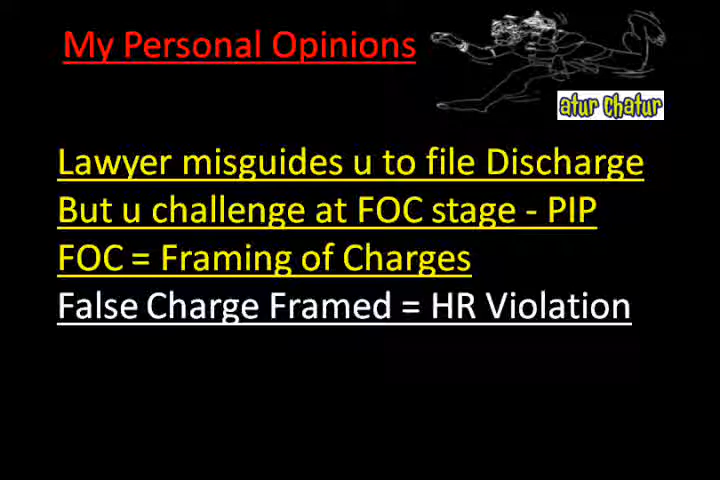 My Personal Opinions
atur chatur
Lawyer misguides u to file Discharge
But u challenge at FOC stage - PIP
FOC = Framing of Charges
False Charge Framed = HR Violation